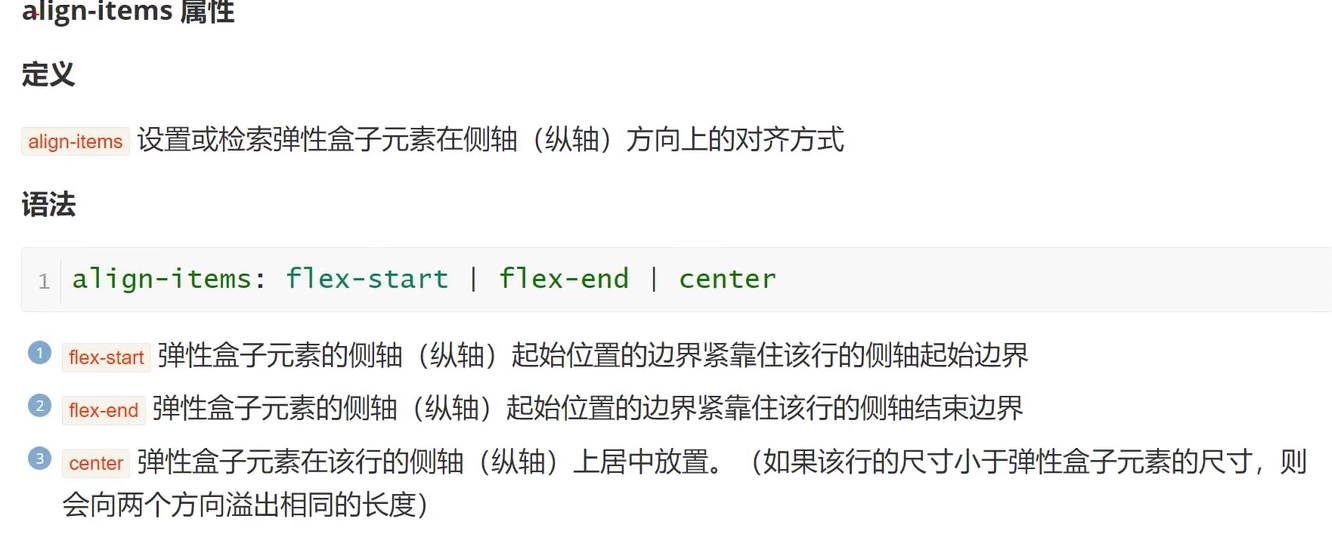 align-items 属性
定义
align-items 设置或检索弹性盒子元素在侧轴（纵轴）方向上的对齐方式
语法
1 align-items: flex-start | flex-end | center
1 flex-start 弹性盒子元素的侧轴（纵轴）起始位置的边界紧靠住该行的侧轴起始边界
2 flex-end 弹性盒子元素的侧轴（纵轴）起始位置的边界紧靠住该行的侧轴结束边界
3 center 弹性盒子元素在该行的侧轴（纵轴）上居中放置。（如果该行的尺寸小于弹性盒子元素的尺寸，则
会向两个方向溢出相同的长度）